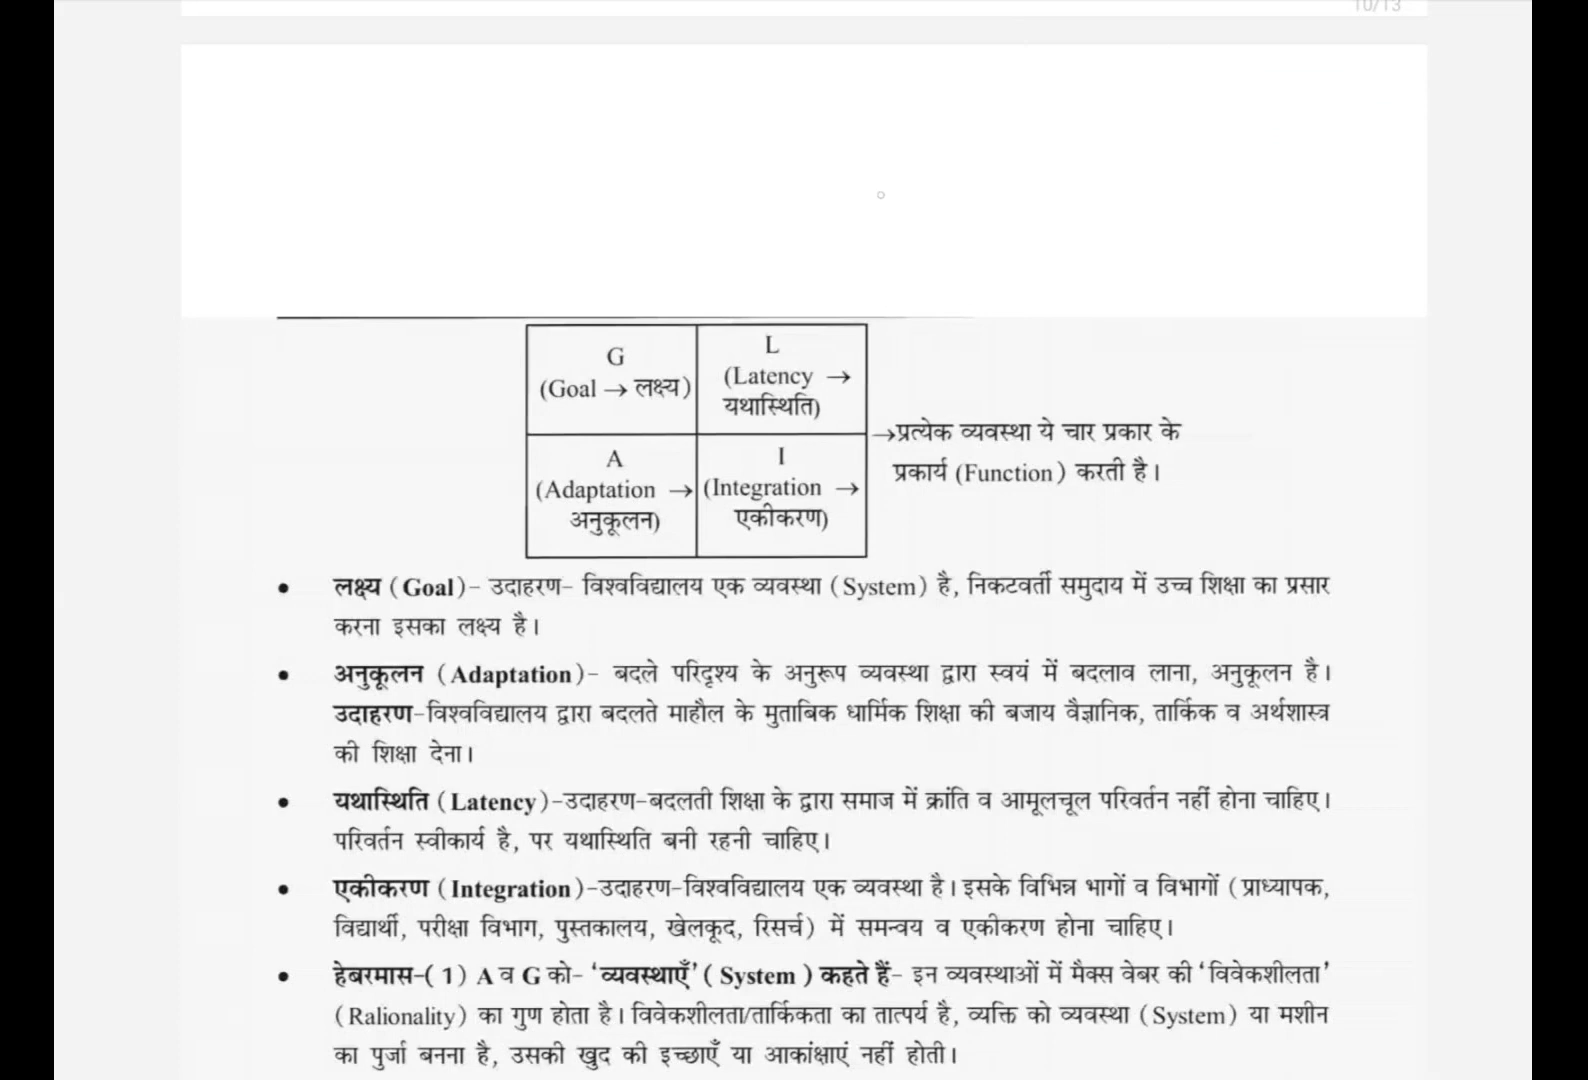 10/13
G
(Goal → लक्ष्य)
L
(Latency →
यथास्थिति)
A
(Adaptation →
अनुकूलन)
I
(Integration →
एकीकरण)
→प्रत्येक व्यवस्था ये चार प्रकार के
प्रकार्य (Function) करती है।
• लक्ष्य (Goal)- उदाहरण- विश्वविद्यालय एक व्यवस्था (System) है, निकटवर्ती समुदाय में उच्च शिक्षा का प्रसार
करना इसका लक्ष्य है।
• अनुकूलन (Adaptation)- बदले परिदृश्य के अनुरूप व्यवस्था द्वारा स्वयं में बदलाव लाना, अनुकूलन है।
उदाहरण-विश्वविद्यालय द्वारा बदलते माहौल के मुताबिक धार्मिक शिक्षा की बजाय वैज्ञानिक, तार्किक व अर्थशास्त्र
की शिक्षा देना।
• यथास्थिति (Latency)-उदाहरण-बदलती शिक्षा के द्वारा समाज में क्रांति व आमूलचूल परिवर्तन नहीं होना चाहिए।
परिवर्तन स्वीकार्य है, पर यथास्थिति बनी रहनी चाहिए।
• एकीकरण (Integration)-उदाहरण-विश्वविद्यालय एक व्यवस्था है। इसके विभिन्न भागों व विभागों (प्राध्यापक,
विद्यार्थी, परीक्षा विभाग, पुस्तकालय, खेलकूद, रिसर्च) में समन्वय व एकीकरण होना चाहिए।
• हेबरमास-(1) A व G को- ‘व्यवस्थाएँ’ (System) कहते हैं- इन व्यवस्थाओं में मैक्स वेबर की ‘विवेकशीलता’
(Ralionality) का गुण होता है। विवेकशीलता/तार्किकता का तात्पर्य है, व्यक्ति को व्यवस्था (System) या मशीन
का पुर्जा बनना है, उसकी खुद की इच्छाएँ या आकांक्षाएं नहीं होती।